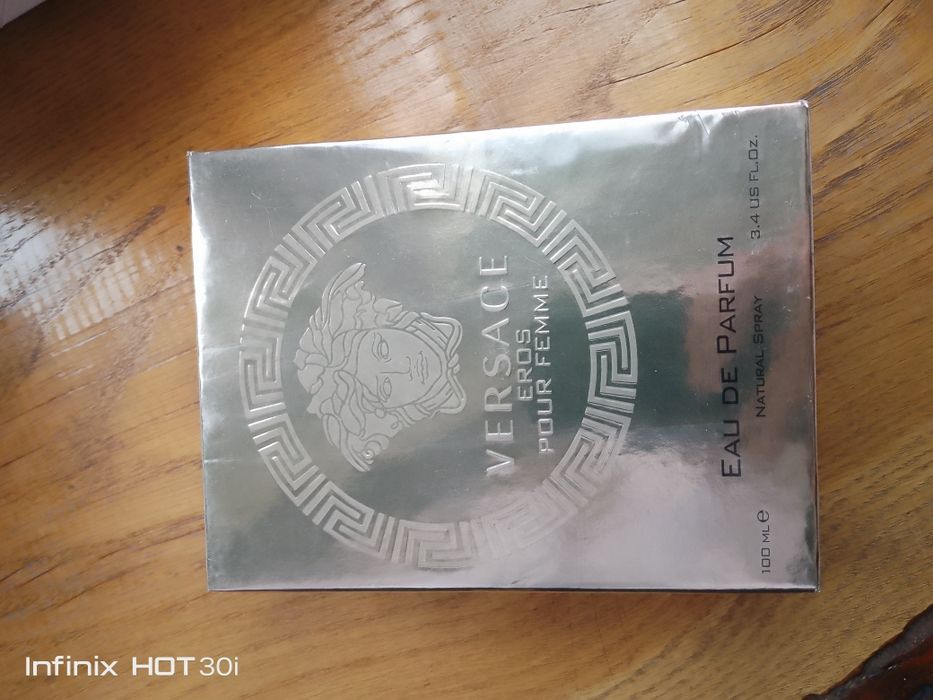 VERSACE
EROS
POUR FEMME
EAU DE PARFUM
NATURAL SPRAY
100 ML e
3.4 US FL.OZ.
Infinix HOT 30i